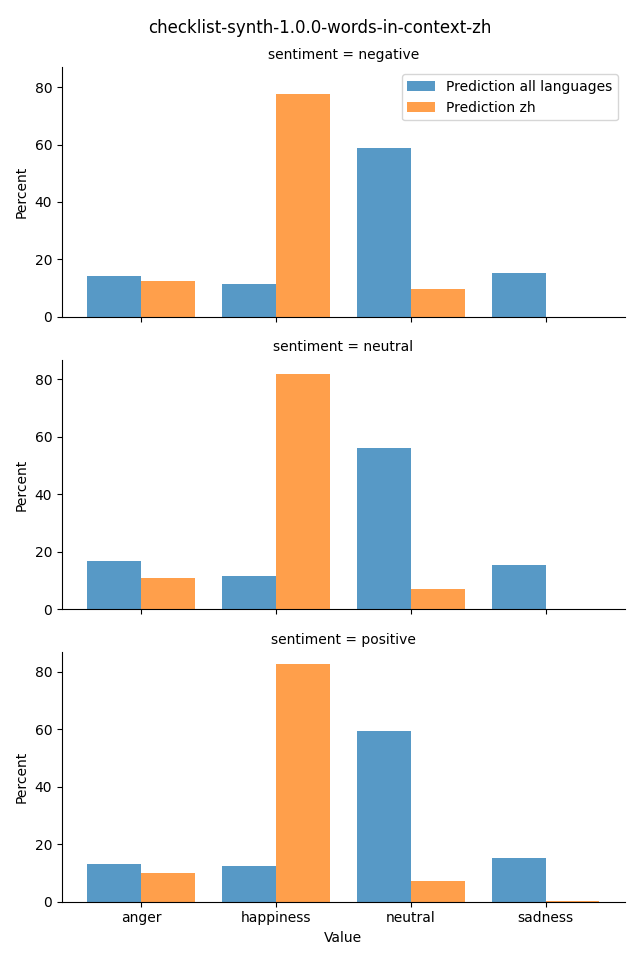 checklist-synth-1.0.0-words-in-context-zh
sentiment = negative
Prediction all languages
Prediction zh
80
60
40
20
0
Percent
sentiment = neutral
80
60
40
20
0
Percent
sentiment = positive
80
60
40
20
0
Percent
anger happiness neutral sadness
Value